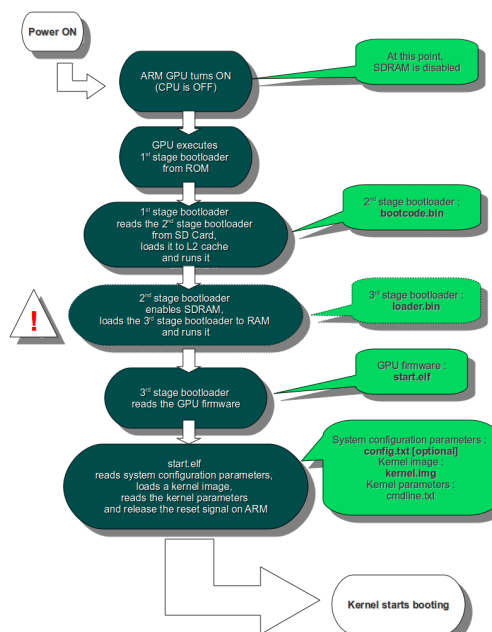 Power ON
ARM GPU turns ON
(CPU is OFF)
At this point,
SDRAM is disabled
GPU executes
1st stage bootloader
from ROM
1st stage bootloader
reads the 2nd stage bootloader
from SD Card,
loads it to L2 cache
and runs it
2nd stage bootloader :
bootcode.bin
2nd stage bootloader
enables SDRAM,
loads the 3rd stage bootloader to RAM
and runs it
3rd stage bootloader :
loader.bin
!
3rd stage bootloader
reads the GPU firmware
GPU firmware :
start.elf
start.elf
reads system configuration parameters,
loads a kernel image,
reads the kernel parameters
and release the reset signal on ARM
System configuration parameters :
config.txt [optional]
Kernel image :
kernel.img
Kernel parameters :
cmdline.txt
Kernel starts booting